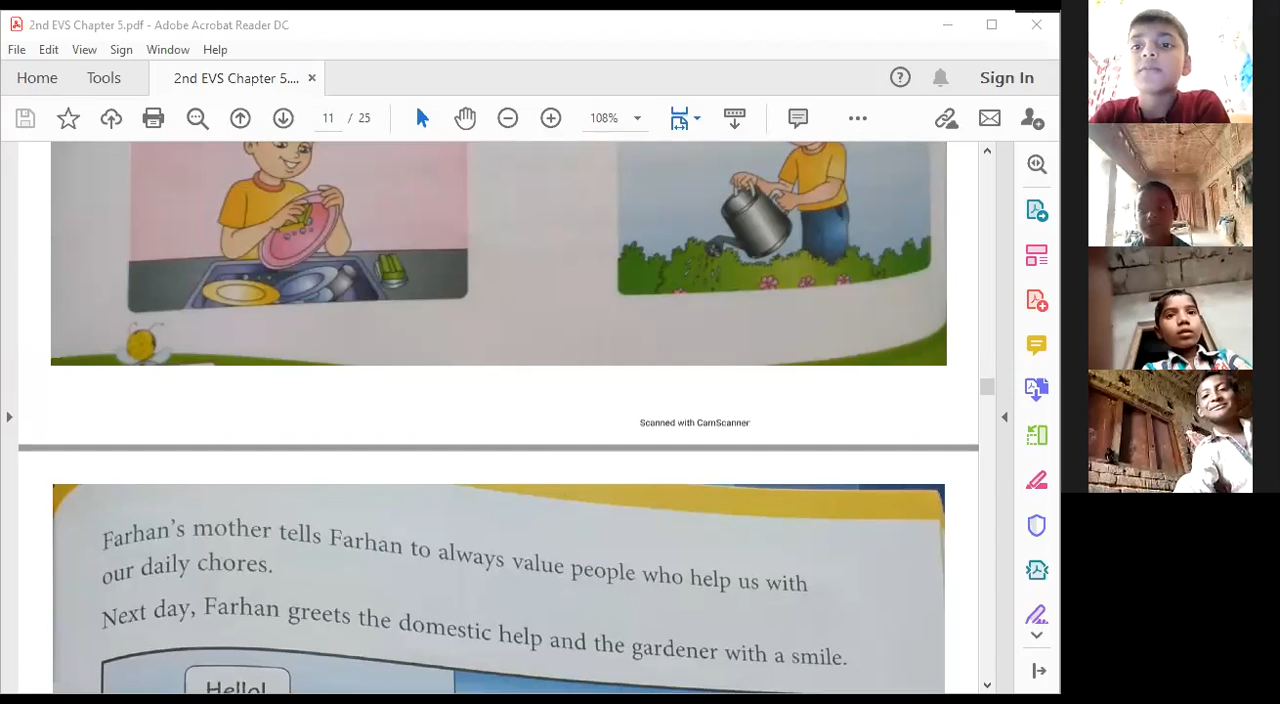 2nd EVS Chapter 5.pdf - Adobe Acrobat Reader DC
File Edit View Sign Window Help
Home Tools 2nd EVS Chapter 5.... × Sign In
11 / 25 108%
Scanned with CamScanner
Farhan's mother tells Farhan to always value people who help us with
our daily chores.
Next day, Farhan greets the domestic help and the gardener with a smile.
Hello!